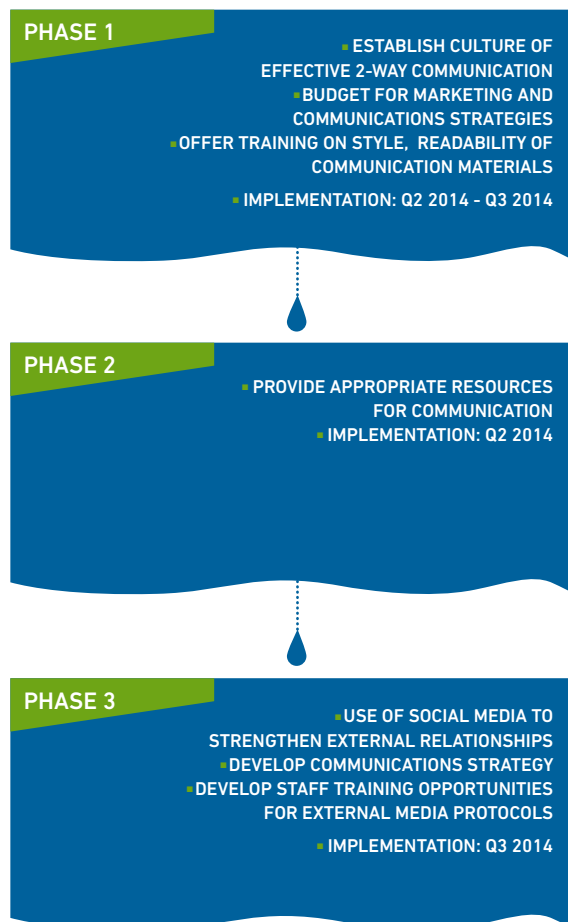 PHASE 1
▪ ESTABLISH CULTURE OF
EFFECTIVE 2-WAY COMMUNICATION
▪ BUDGET FOR MARKETING AND
COMMUNICATIONS STRATEGIES
▪ OFFER TRAINING ON STYLE, READABILITY OF
COMMUNICATION MATERIALS
▪ IMPLEMENTATION: Q2 2014 - Q3 2014
PHASE 2
▪ PROVIDE APPROPRIATE RESOURCES
FOR COMMUNICATION
▪ IMPLEMENTATION: Q2 2014
PHASE 3
▪ USE OF SOCIAL MEDIA TO
STRENGTHEN EXTERNAL RELATIONSHIPS
▪ DEVELOP COMMUNICATIONS STRATEGY
▪ DEVELOP STAFF TRAINING OPPORTUNITIES
FOR EXTERNAL MEDIA PROTOCOLS
▪ IMPLEMENTATION: Q3 2014